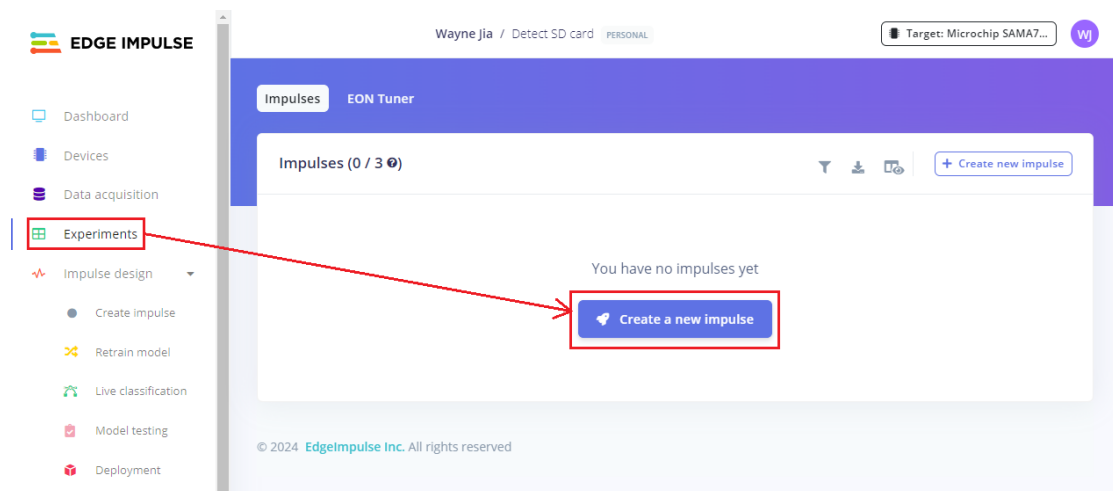 EDGE IMPULSE
Wayne Jia / Detect SD card PERSONAL
Target: Microchip SAMA7...
WJ
Dashboard
Devices
Data acquisition
Experiments
Impulse design
Create impulse
Retrain model
Live classification
Model testing
Deployment
Impulses EON Tuner
Impulses (0 / 3 ?)
+ Create new impulse
You have no impulses yet
Create a new impulse
© 2024 EdgeImpulse Inc. All rights reserved